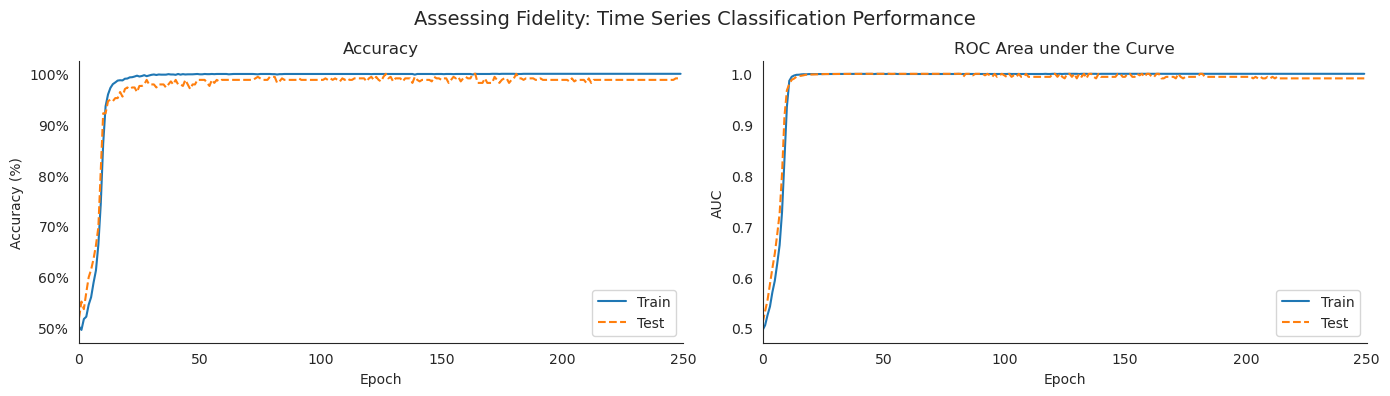 Assessing Fidelity: Time Series Classification Performance
Accuracy
100%
90%
80%
70%
60%
50%
Accuracy (%)
0 50 100 150 200 250
Epoch
Train
Test
ROC Area under the Curve
1.0
0.9
0.8
0.7
0.6
0.5
AUC
0 50 100 150 200 250
Epoch
Train
Test